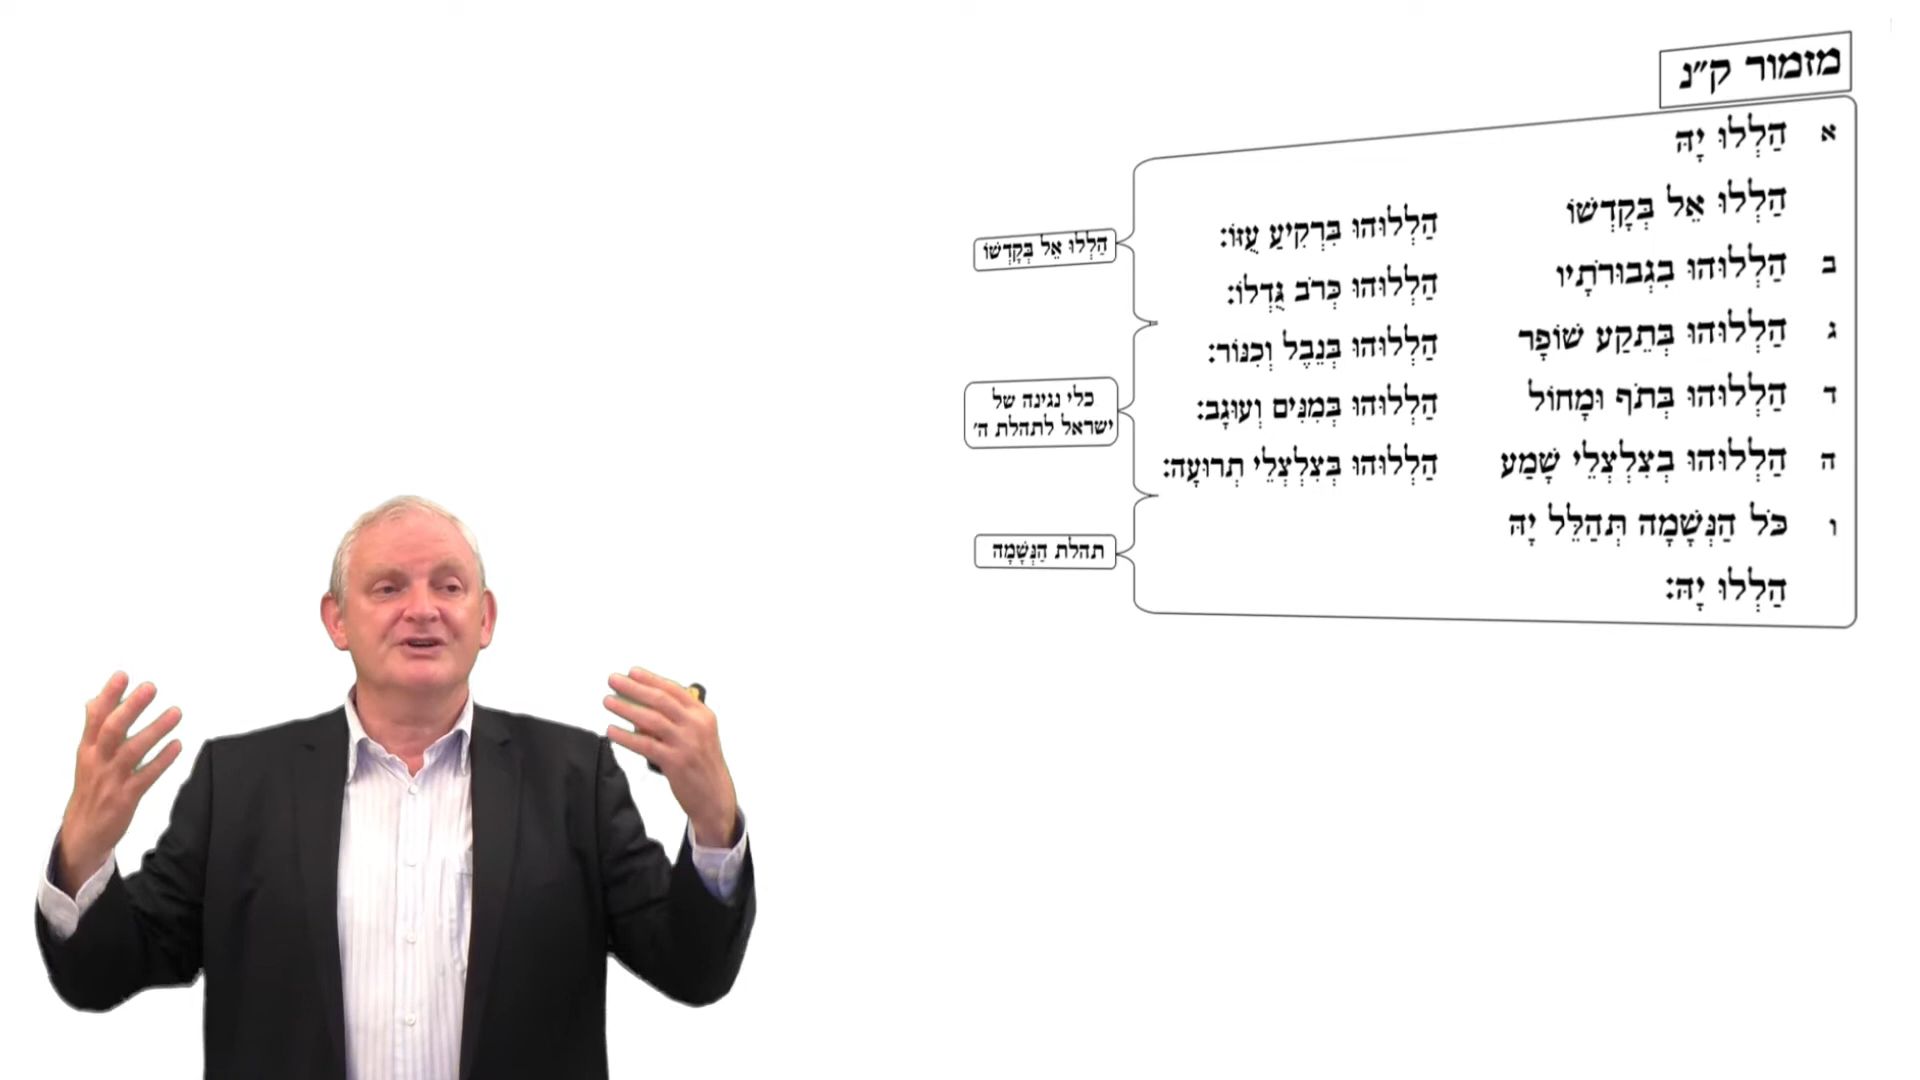 מזמור ק״נ
א הַלְלוּ יָהּ
הַלְלוּ אֵל בְּקָדְשׁוֹ הַלְלוּהוּ בִּרְקִיעַ עֻזּוֹ:
ב הַלְלוּהוּ בִגְבוּרֹתָיו הַלְלוּהוּ כְּרֹב גֻּדְלוֹ:
ג הַלְלוּהוּ בְּתֵקַע שׁוֹפָר הַלְלוּהוּ בְּנֵבֶל וְכִנּוֹר:
ד הַלְלוּהוּ בְּתֹף וּמָחוֹל הַלְלוּהוּ בְּמִנִּים וְעוּגָב:
ה הַלְלוּהוּ בְצִלְצְלֵי שָׁמַע הַלְלוּהוּ בְּצִלְצְלֵי תְרוּעָה:
ו כֹּל הַנְּשָׁמָה תְּהַלֵּל יָהּ
הַלְלוּ יָהּ:
הַלְלוּ אֵל בְּקָדְשׁוֹ
כלי נגינה של
ישראל לתהלת ה׳
תהלת הַנְּשָׁמָה